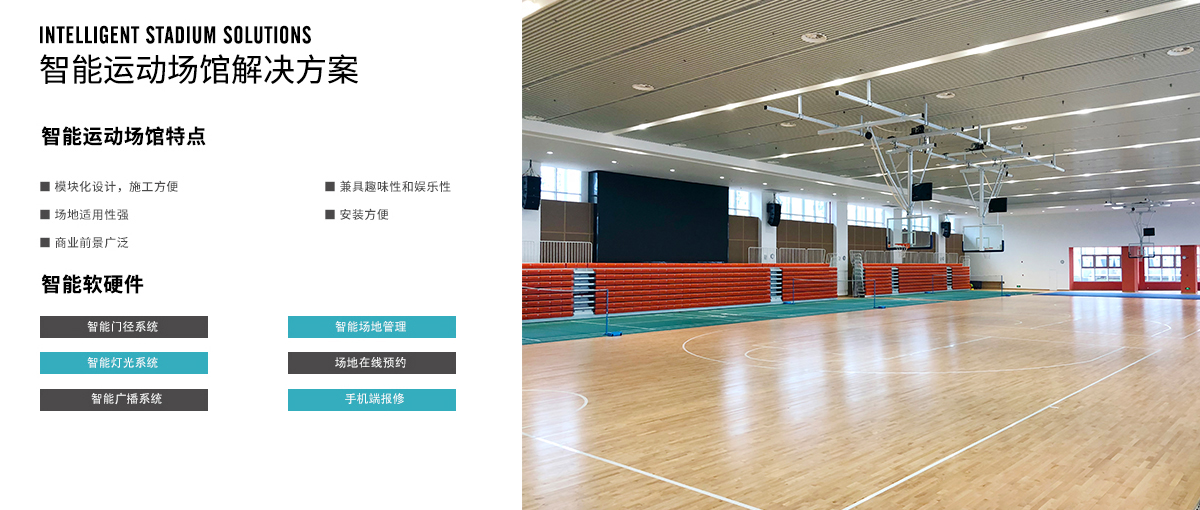 INTELLIGENT STADIUM SOLUTIONS
智能运动场馆解决方案
智能运动场馆特点
模块化设计，施工方便
兼具趣味性和娱乐性
场地适用性强
安装方便
商业前景广泛
智能软硬件
智能门径系统
智能场地管理
智能灯光系统
场地在线预约
智能广播系统
手机端报修